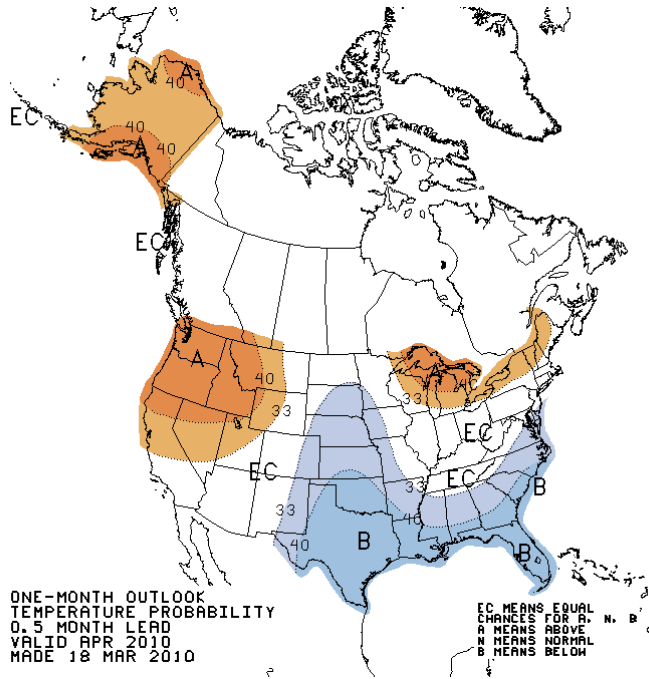 A
40
EC
40
A
40
EC
A
40
33
A
40
33
EC
EC
EC
33
33
40
B
40
B
B
ONE-MONTH OUTLOOK
TEMPERATURE PROBABILITY
0.5 MONTH LEAD
VALID APR 2010
MADE 18 MAR 2010
EC MEANS EQUAL
CHANCES FOR A, N, B
A MEANS ABOVE
N MEANS NORMAL
B MEANS BELOW